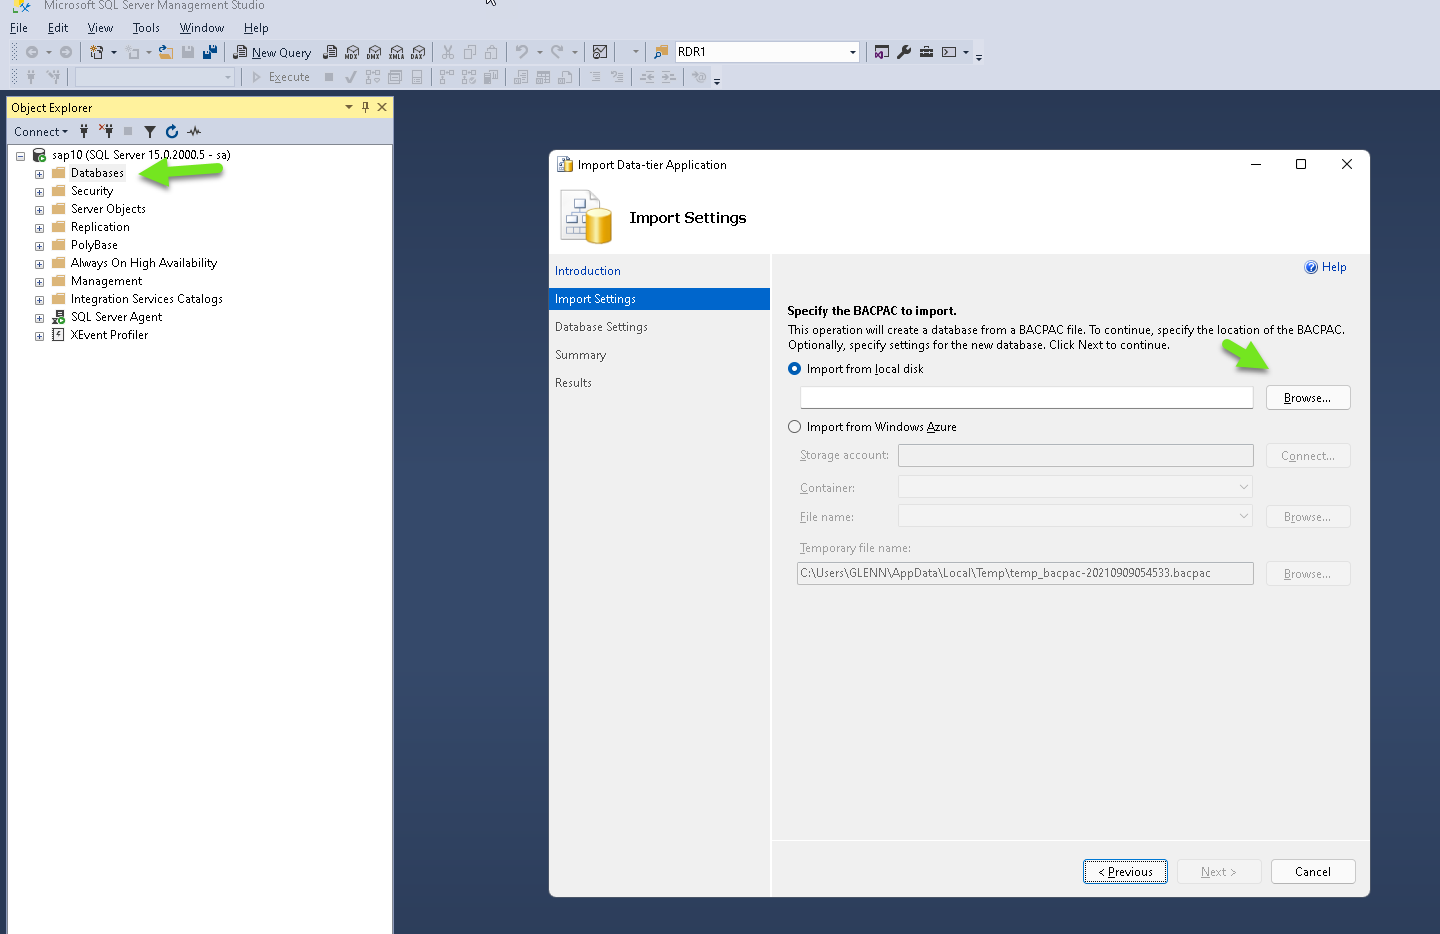 Microsoft SQL Server Management Studio
File Edit View Tools Window Help
New Query MDX DMX XMLA DAX RDR1
Execute
Object Explorer
Connect
sap10 (SQL Server 15.0.2000.5 - sa)
Databases
Security
Server Objects
Replication
PolyBase
Always On High Availability
Management
Integration Services Catalogs
SQL Server Agent
XEvent Profiler
Import Data-tier Application
Import Settings
Introduction
Import Settings
Database Settings
Summary
Results
Help
Specify the BACPAC to import.
This operation will create a database from a BACPAC file. To continue, specify the location of the BACPAC.
Optionally, specify settings for the new database. Click Next to continue.
Import from local disk
Browse...
Import from Windows Azure
Storage account:
Connect...
Container:
File name:
Browse...
Temporary file name:
C:\Users\GLENN\AppData\Local\Temp\temp_bacpac-20210909054533.bacpac
Browse...
< Previous
Next >
Cancel